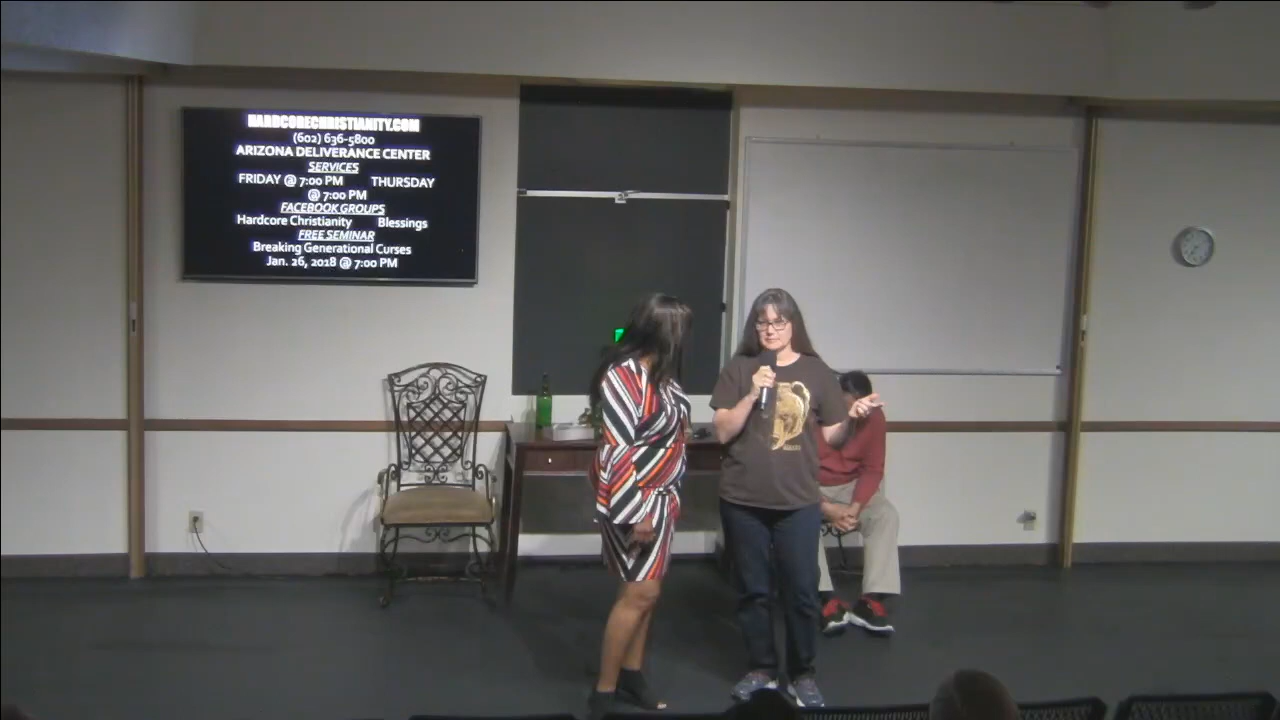 HARDCORECHRISTIANITY.COM
(602) 636-5800
ARIZONA DELIVERANCE CENTER
SERVICES
FRIDAY @ 7:00 PM THURSDAY
@ 7:00 PM
FACEBOOK GROUPS
Hardcore Christianity Blessings
FREE SEMINAR
Breaking Generational Curses
Jan. 26, 2018 @ 7:00 PM